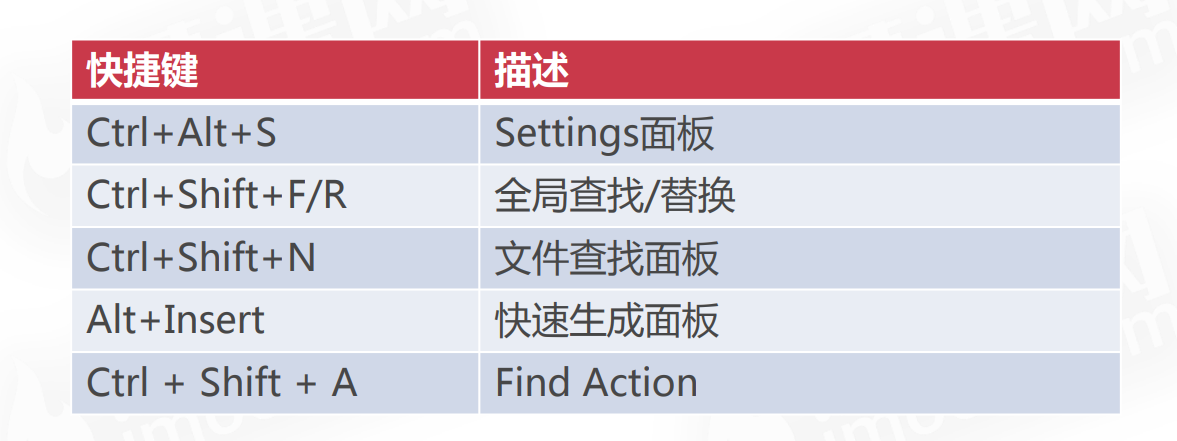 快捷键 描述
Ctrl+Alt+S Settings面板
Ctrl+Shift+F/R 全局查找/替换
Ctrl+Shift+N 文件查找面板
Alt+Insert 快速生成面板
Ctrl + Shift + A Find Action